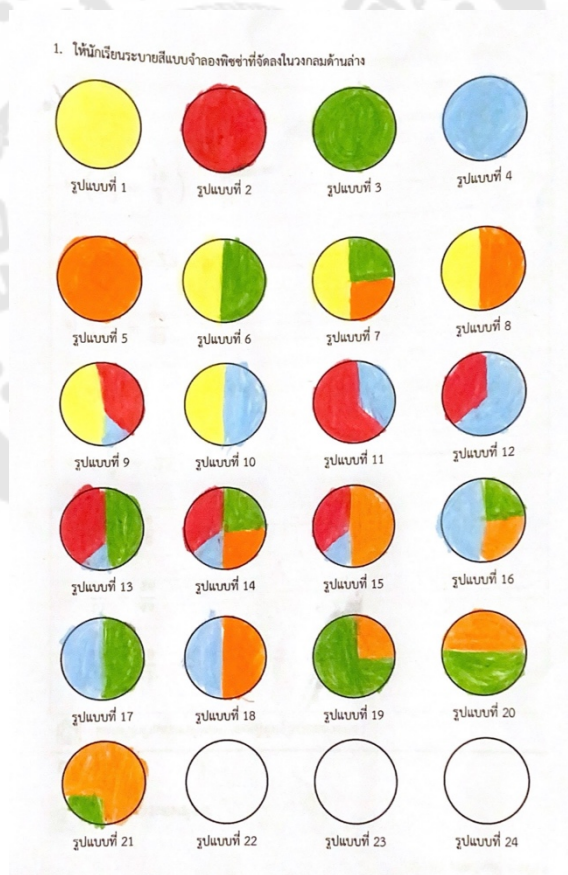 1. ให้นักเรียนระบายสีแบบจำลองพิซซ่าที่จัดลงในวงกลมด้านล่าง
รูปแบบที่ 1 รูปแบบที่ 2 รูปแบบที่ 3 รูปแบบที่ 4
รูปแบบที่ 5 รูปแบบที่ 6 รูปแบบที่ 7 รูปแบบที่ 8
รูปแบบที่ 9 รูปแบบที่ 10 รูปแบบที่ 11 รูปแบบที่ 12
รูปแบบที่ 13 รูปแบบที่ 14 รูปแบบที่ 15 รูปแบบที่ 16
รูปแบบที่ 17 รูปแบบที่ 18 รูปแบบที่ 19 รูปแบบที่ 20
รูปแบบที่ 21 รูปแบบที่ 22 รูปแบบที่ 23 รูปแบบที่ 24